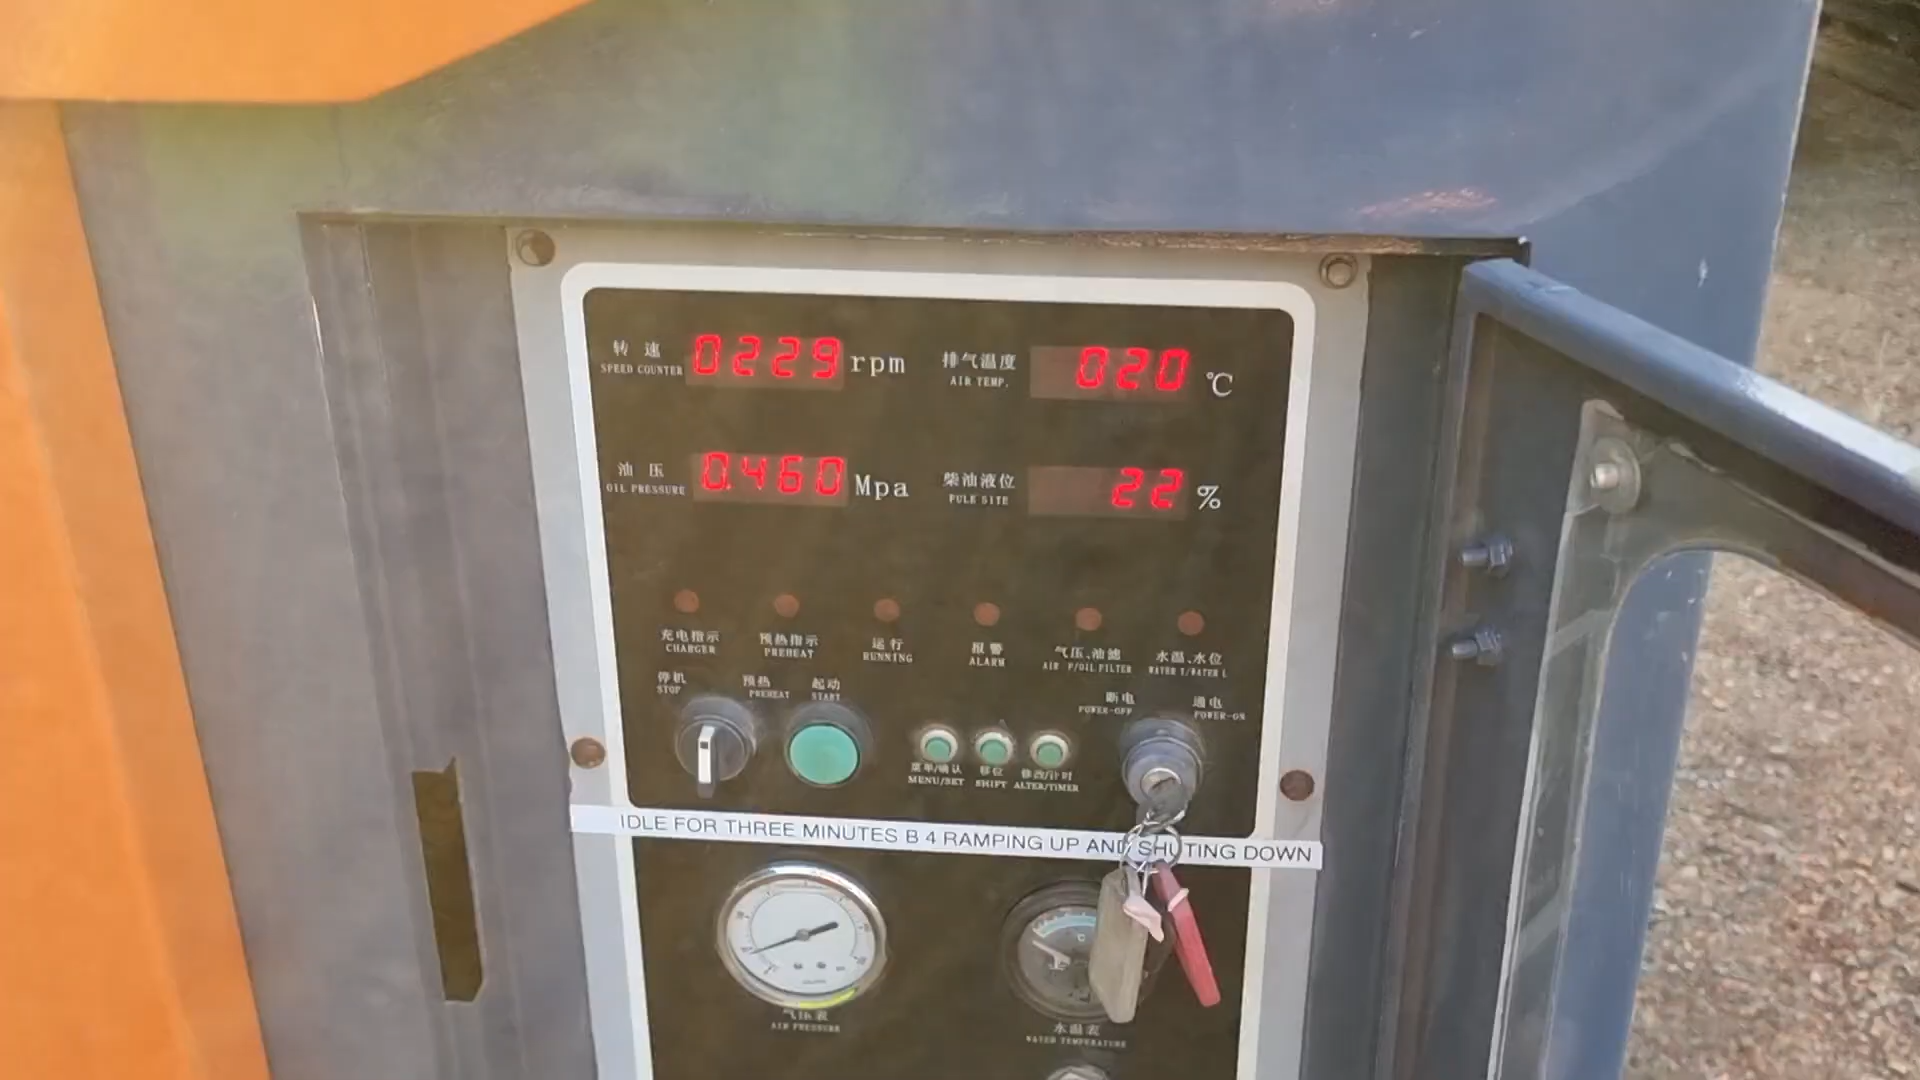 转 速
SPEED COUNTER
0229 rpm
排气温度
AIR TEMP.
020 ℃
油 压
OIL PRESSURE
0.460 Mpa
柴油液位
FULE SITE
22 %
充电指示
CHARGER
预热指示
PREHEAT
运行
RUNNING
报警
ALARM
气压、油滤
AIR P/OIL FILTER
水温、水位
WATER T/WATER L
停机
STOP
预热
PREHEAT
起动
START
断电
POWER-OFF
通电
POWER-ON
菜单/确认
MENU/SET
移位
SHIFT
修改/计时
ALTER/TIMER
IDLE FOR THREE MINUTES B 4 RAMPING UP AND SHUTING DOWN
气压表
AIR PRESSURE
℃
水温表
WATER TEMPERATURE